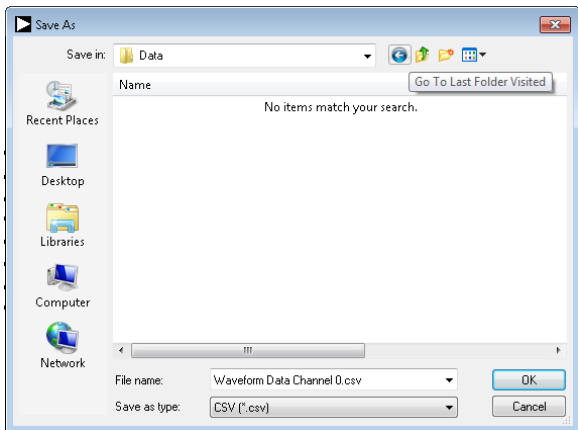 Save As
Save in: Data
Go To Last Folder Visited
Name
No items match your search.
Recent Places
Desktop
Libraries
Computer
Network
File name: Waveform Data Channel 0.csv OK
Save as type: CSV (*.csv) Cancel